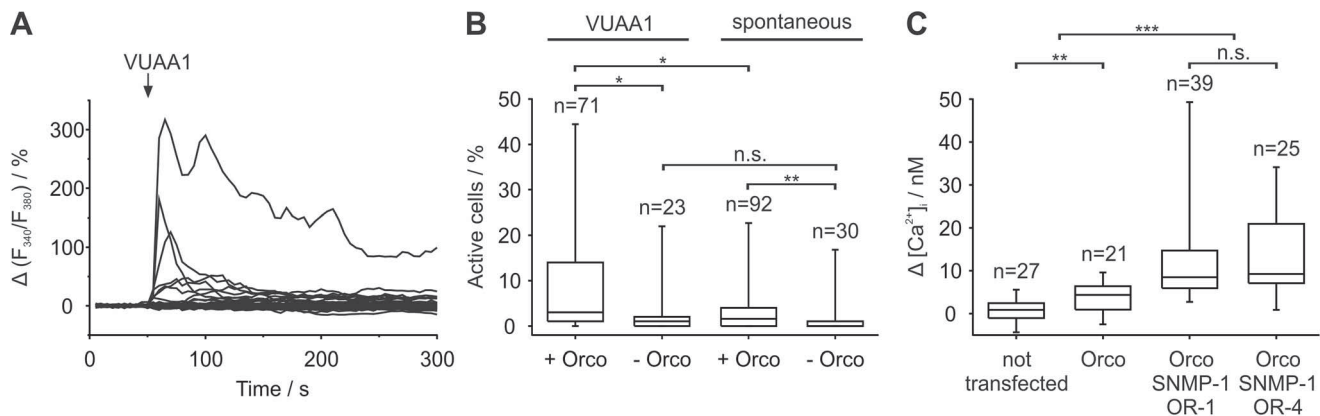 A
VUAA1
Δ (F340/F380) / %
300
200
100
0
0
100
200
300
Time / s
B
VUAA1
spontaneous
*
*
n.s.
**
n=71
n=23
n=92
n=30
Active cells / %
50
40
30
20
10
0
+ Orco
- Orco
+ Orco
- Orco
C
***
**
n.s.
n=39
n=25
n=21
n=27
Δ [Ca2+]i / nM
50
40
30
20
10
0
not
transfected
Orco
Orco
SNMP-1
OR-1
Orco
SNMP-1
OR-4